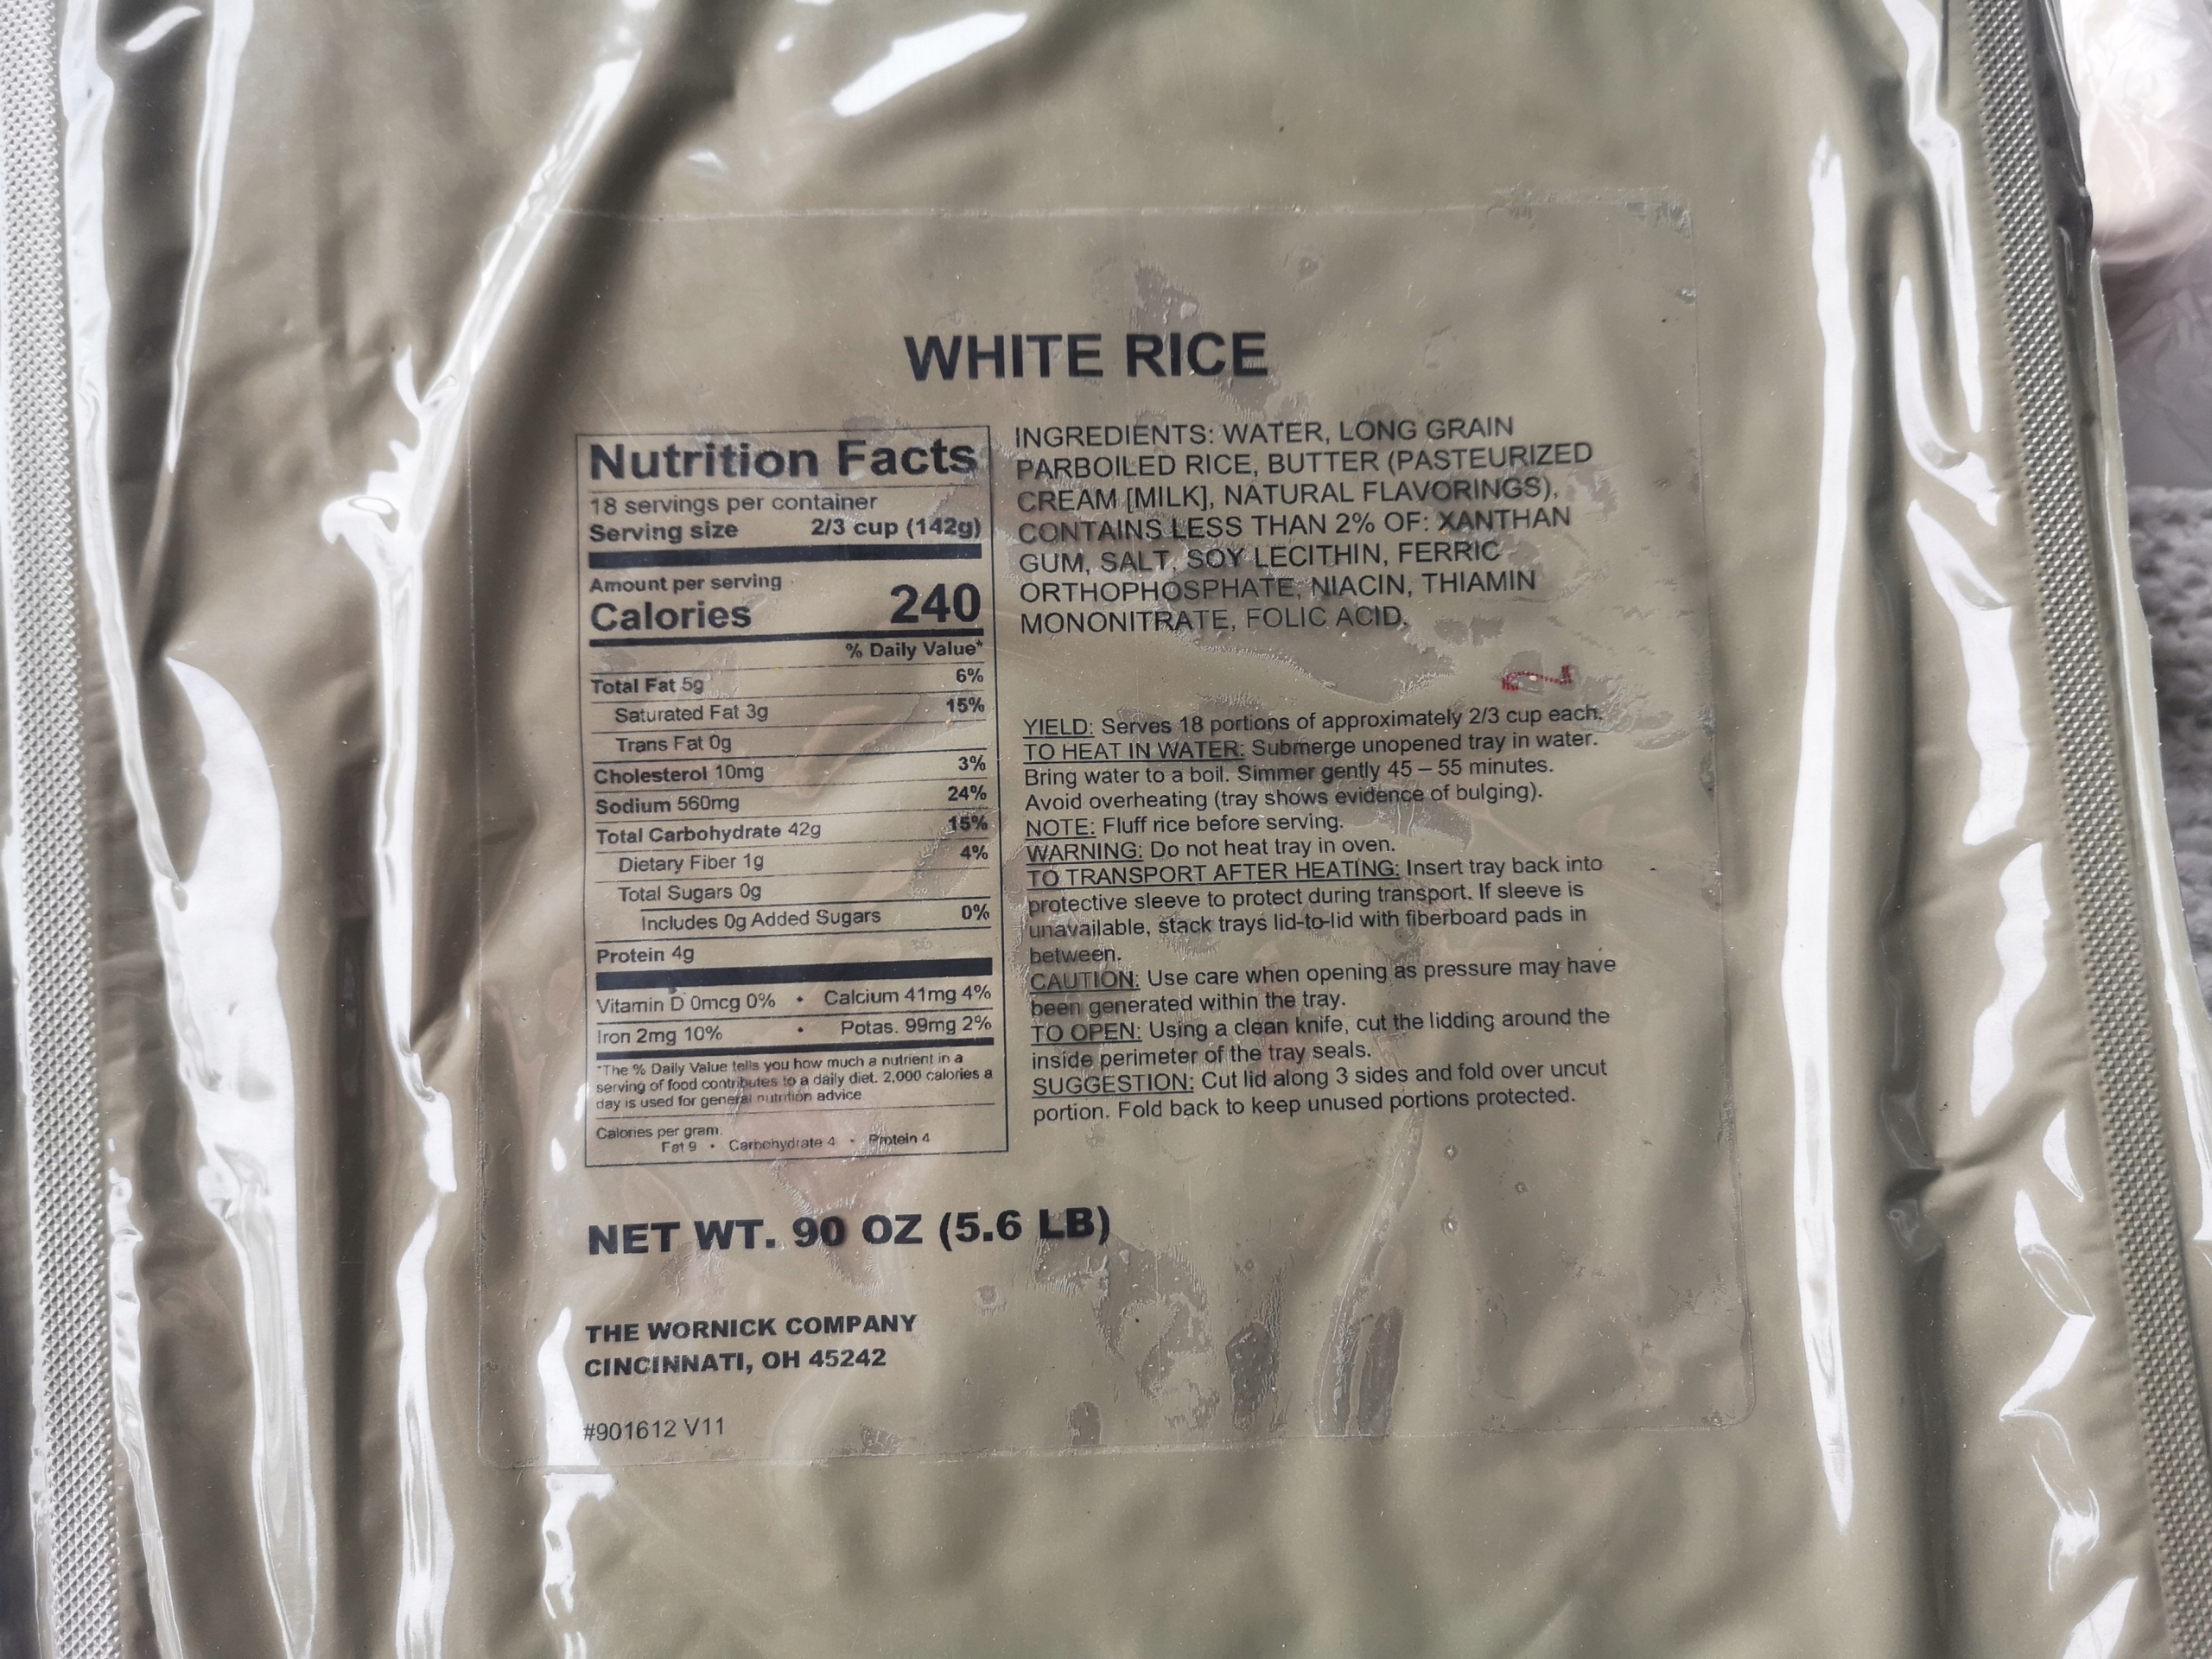 WHITE RICE
Nutrition Facts
18 servings per container
Serving size 2/3 cup (142g)
Amount per serving
Calories 240
% Daily Value*
Total Fat 5g 6%
Saturated Fat 3g 15%
Trans Fat 0g
Cholesterol 10mg 3%
Sodium 560mg 24%
Total Carbohydrate 42g 15%
Dietary Fiber 1g 4%
Total Sugars 0g
Includes 0g Added Sugars 0%
Protein 4g
Vitamin D 0mcg 0% • Calcium 41mg 4%
Iron 2mg 10% • Potas. 99mg 2%
*The % Daily Value tells you how much a nutrient in a
serving of food contributes to a daily diet. 2,000 calories a
day is used for general nutrition advice
Calories per gram:
Fat 9 • Carbohydrate 4 • Protein 4
INGREDIENTS: WATER, LONG GRAIN
PARBOILED RICE, BUTTER (PASTEURIZED
CREAM [MILK], NATURAL FLAVORINGS),
CONTAINS LESS THAN 2% OF: XANTHAN
GUM, SALT, SOY LECITHIN, FERRIC
ORTHOPHOSPHATE, NIACIN, THIAMIN
MONONITRATE, FOLIC ACID.
YIELD: Serves 18 portions of approximately 2/3 cup each.
TO HEAT IN WATER: Submerge unopened tray in water.
Bring water to a boil. Simmer gently 45 – 55 minutes.
Avoid overheating (tray shows evidence of bulging).
NOTE: Fluff rice before serving.
WARNING: Do not heat tray in oven.
TO TRANSPORT AFTER HEATING: Insert tray back into
protective sleeve to protect during transport. If sleeve is
unavailable, stack trays lid-to-lid with fiberboard pads in
between.
CAUTION: Use care when opening as pressure may have
been generated within the tray.
TO OPEN: Using a clean knife, cut the lidding around the
inside perimeter of the tray seals.
SUGGESTION: Cut lid along 3 sides and fold over uncut
portion. Fold back to keep unused portions protected.
NET WT. 90 OZ (5.6 LB)
THE WORNICK COMPANY
CINCINNATI, OH 45242
#901612 V11